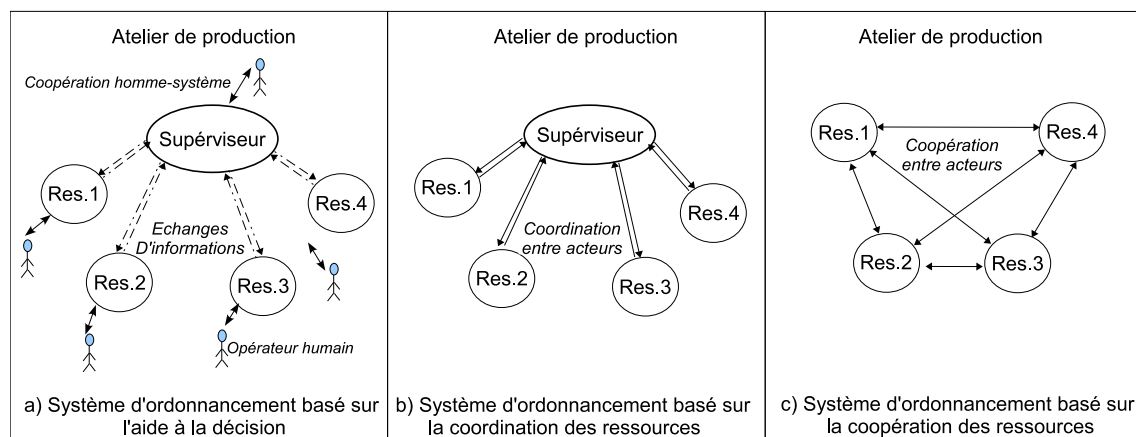 Atelier de production
Coopération homme-système
Supérviseur
Res.1
Res.4
Echanges
D'informations
Res.2
Res.3
Opérateur humain
a) Système d'ordonnancement basé sur
l'aide à la décision
Atelier de production
Supérviseur
Res.1
Res.4
Coordination
entre acteurs
Res.2
Res.3
b) Système d'ordonnancement basé sur
la coordination des ressources
Atelier de production
Res.1
Res.4
Coopération
entre acteurs
Res.2
Res.3
c) Système d'ordonnancement basé sur
la coopération des ressources